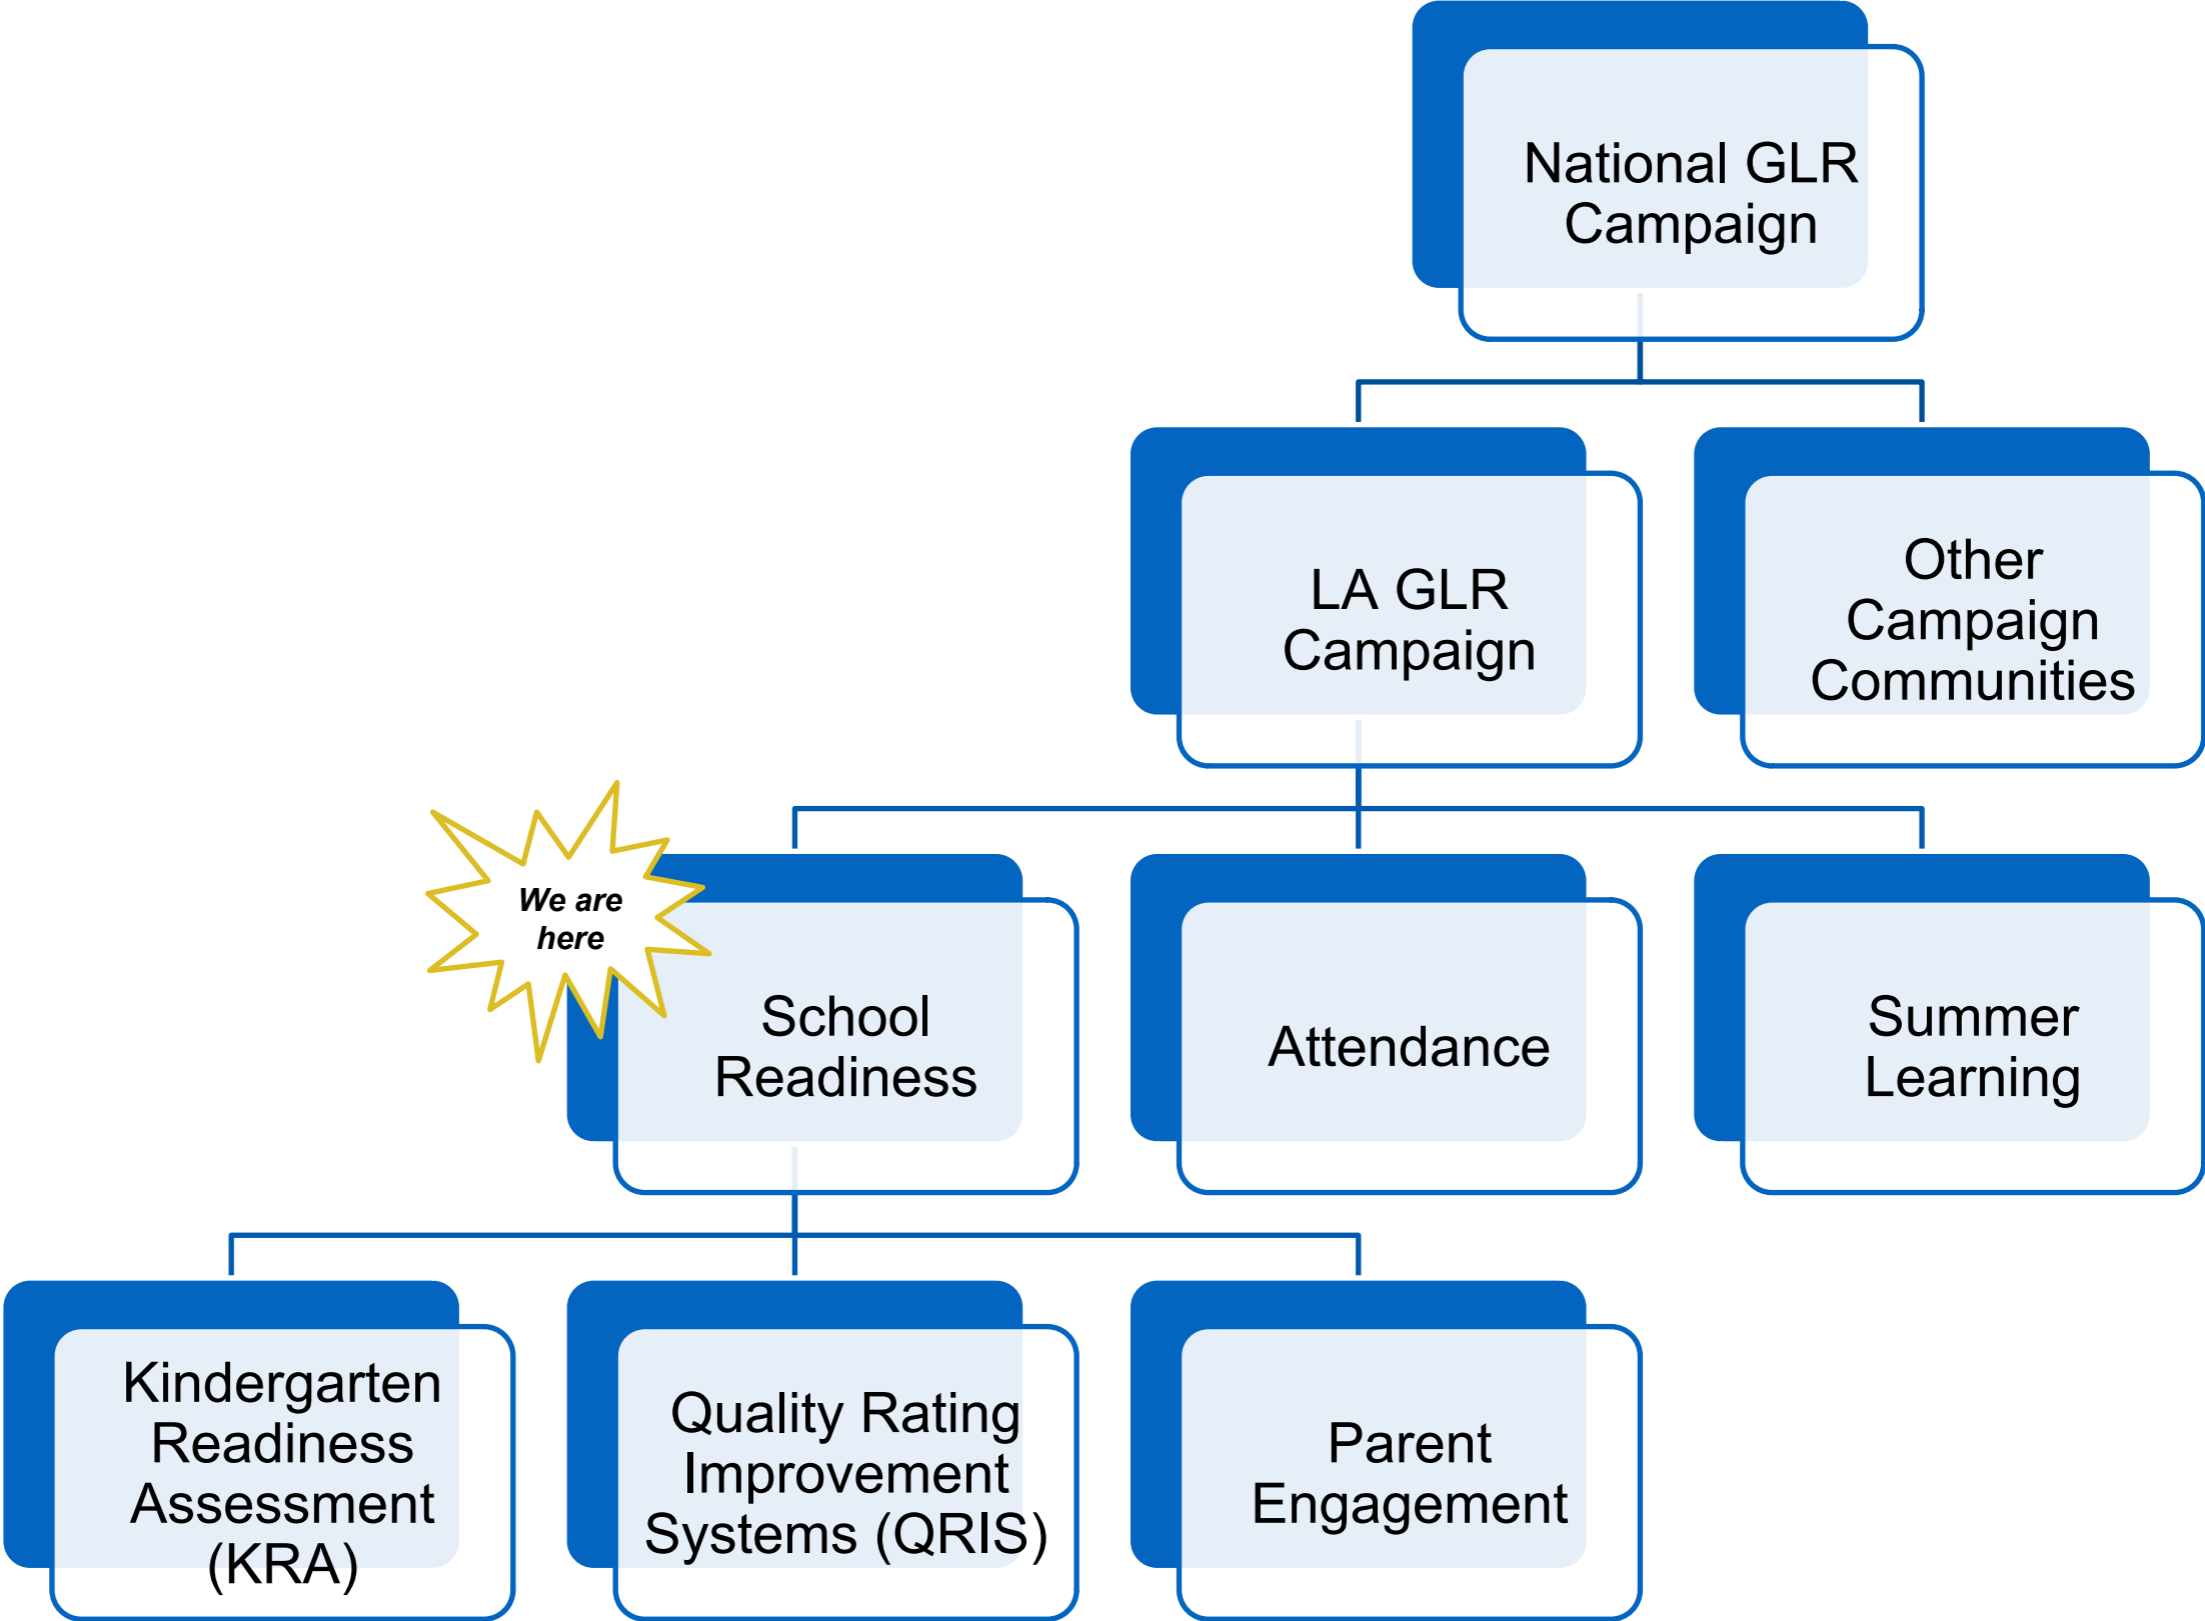 National GLR
Campaign
LA GLR
Campaign
Other
Campaign
Communities
We are
here
School
Readiness
Attendance
Summer
Learning
Kindergarten
Readiness
Assessment
(KRA)
Quality Rating
Improvement
Systems (QRIS)
Parent
Engagement